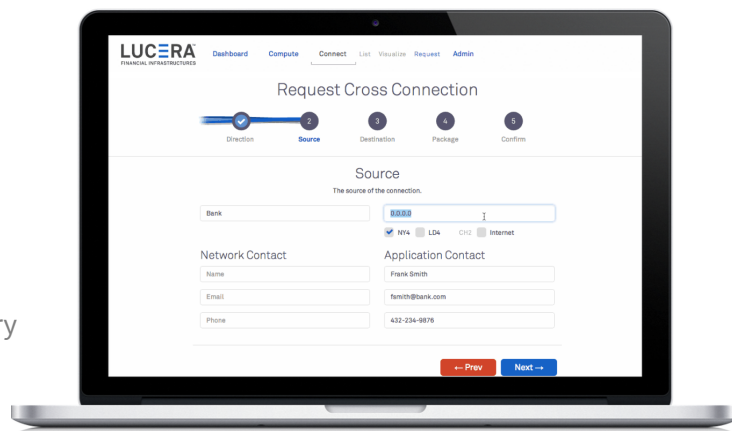 LUCERA
FINANCIAL INFRASTRUCTURES
Dashboard Compute Connect List Visualize Request Admin
Request Cross Connection
2 3 4 5
Direction Source Destination Package Confirm
Source
The source of the connection.
Bank 0.0.0.0
NY4 LD4 CH2 Internet
Network Contact Application Contact
Name Frank Smith
Email fsmith@bank.com
ry
Phone 432-234-9876
← Prev Next →